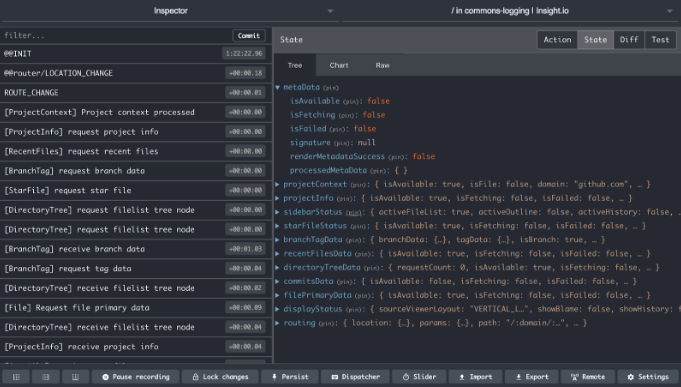 Inspector
/ in commons-logging | Insight.io
filter...
Commit
@@INIT
1:22:22.96
@@router/LOCATION_CHANGE
+00:00.18
ROUTE_CHANGE
+00:00.01
[ProjectContext] Project context processed
+00:00.00
[ProjectInfo] request project info
+00:00.00
[RecentFiles] request recent files
+00:00.00
[BranchTag] request branch data
+00:00.00
[StarFile] request star file
+00:00.00
[DirectoryTree] request filelist tree node
+00:00.00
[DirectoryTree] request filelist tree node
+00:00.00
[BranchTag] receive branch data
+00:01.03
[BranchTag] request tag data
+00:00.04
[DirectoryTree] receive filelist tree node
+00:00.02
[File] Request file primary data
+00:00.09
[DirectoryTree] receive filelist tree node
+00:00.04
[ProjectInfo] receive project info
+00:00.04
State
Action
State
Diff
Test
Tree
Chart
Raw
metaData (pin)
isAvailable (pin): false
isFetching (pin): false
isFailed (pin): false
signature (pin): null
renderMetadataSuccess (pin): false
processedMetaData (pin): { }
projectContext (pin): { isAvailable: true, isFile: false, domain: "github.com", … }
projectInfo (pin): { isAvailable: true, isFetching: false, isFailed: false, … }
sidebarStatus (pin): { activeFileList: true, activeOutline: false, activeHistory: false, …
starFileStatus (pin): { isAvailable: true, isFetching: false, isFailed: false, … }
branchTagData (pin): { branchData: {…}, tagData: {…}, isBranch: true, … }
recentFilesData (pin): { isAvailable: true, isFetching: false, isFailed: false, … }
directoryTreeData (pin): { requestCount: 0, isAvailable: true, isFetching: false, … }
commitsData (pin): { isAvailable: true, isFetching: false, isFailed: false, … }
filePrimaryData (pin): { isAvailable: true, isFetching: false, isFailed: false, … }
displayStatus (pin): { sourceViewerLayout: "VERTICAL_L…", showBlame: false, showHistory:
routing (pin): { location: {…}, params: {…}, path: "/:domain/:…", … }
Pause recording
Lock changes
Persist
Dispatcher
Slider
Import
Export
Remote
Settings